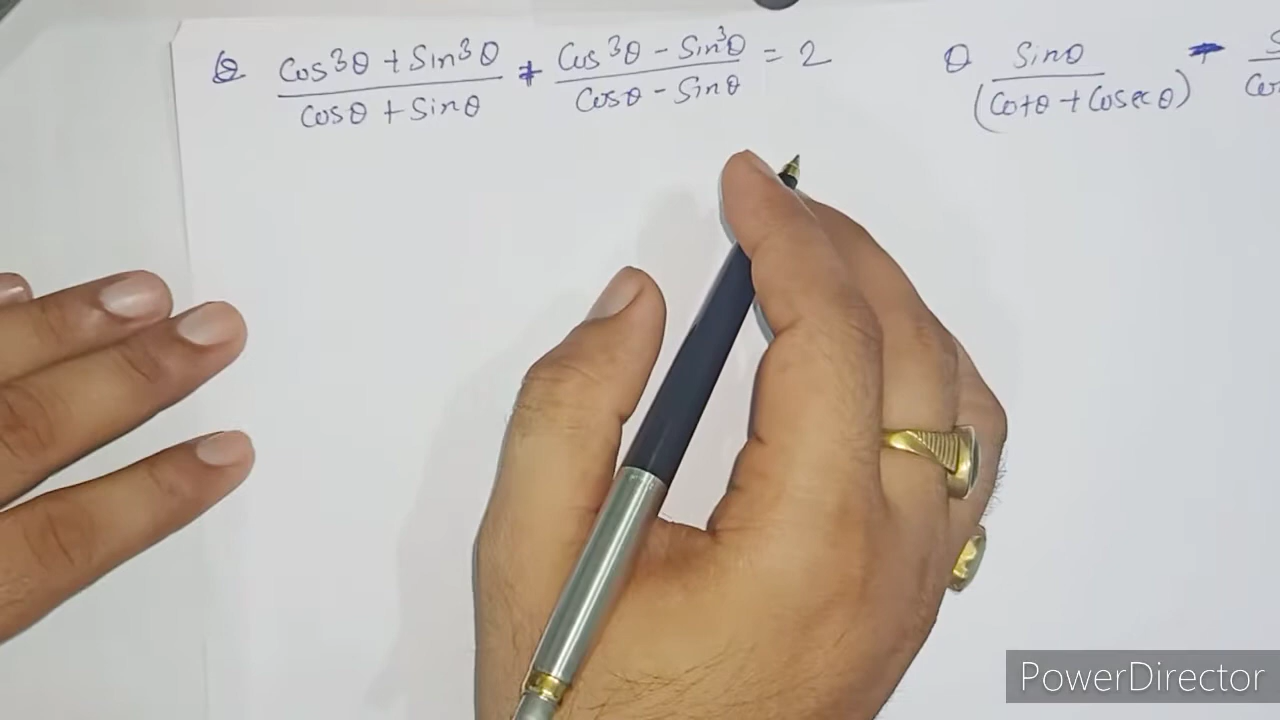 Q (Cos³θ + Sin³θ)/(Cosθ + Sinθ) + (Cos³θ - Sin³θ)/(Cosθ - Sinθ) = 2
Q Sinθ/(Cotθ + Cosecθ)
PowerDirector